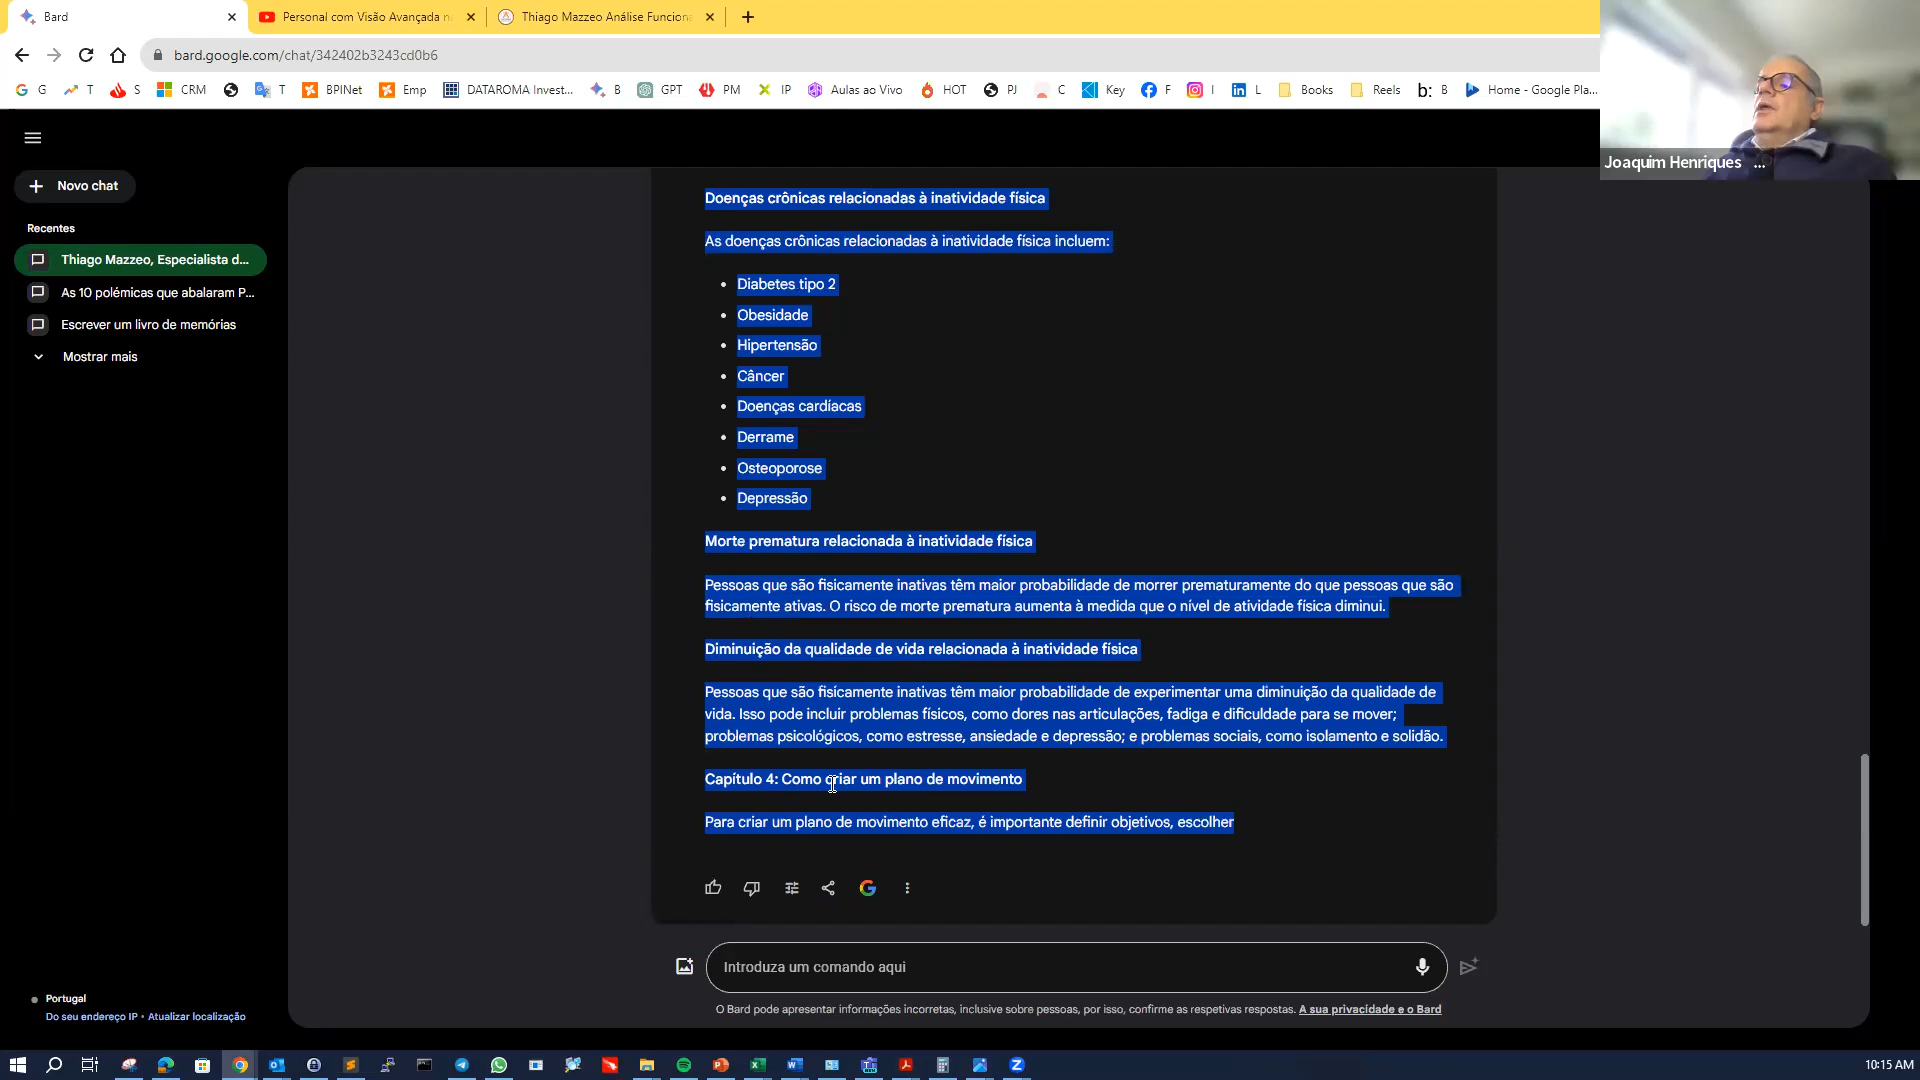 Bard
Personal com Visão Avançada n
Thiago Mazzeo Análise Funciona
bard.google.com/chat/342402b3243cd0b6
G
T
S
CRM
T
BPINet
Emp
DATAROMA Invest...
B
GPT
PM
IP
Aulas ao Vivo
HOT
PJ
C
Key
F
I
L
Books
Reels
b: B
Home - Google Pla...
Joaquim Henriques ...
Novo chat
Recentes
Thiago Mazzeo, Especialista d...
As 10 polémicas que abalaram P...
Escrever um livro de memórias
Mostrar mais
Doenças crônicas relacionadas à inatividade física
As doenças crônicas relacionadas à inatividade física incluem:
• Diabetes tipo 2
• Obesidade
• Hipertensão
• Câncer
• Doenças cardíacas
• Derrame
• Osteoporose
• Depressão
Morte prematura relacionada à inatividade física
Pessoas que são fisicamente inativas têm maior probabilidade de morrer prematuramente do que pessoas que são
fisicamente ativas. O risco de morte prematura aumenta à medida que o nível de atividade física diminui.
Diminuição da qualidade de vida relacionada à inatividade física
Pessoas que são fisicamente inativas têm maior probabilidade de experimentar uma diminuição da qualidade de
vida. Isso pode incluir problemas físicos, como dores nas articulações, fadiga e dificuldade para se mover;
problemas psicológicos, como estresse, ansiedade e depressão; e problemas sociais, como isolamento e solidão.
Capítulo 4: Como criar um plano de movimento
Para criar um plano de movimento eficaz, é importante definir objetivos, escolher
Introduza um comando aqui
O Bard pode apresentar informações incorretas, inclusive sobre pessoas, por isso, confirme as respetivas respostas. A sua privacidade e o Bard
Portugal
Do seu endereço IP • Atualizar localização
10:15 AM